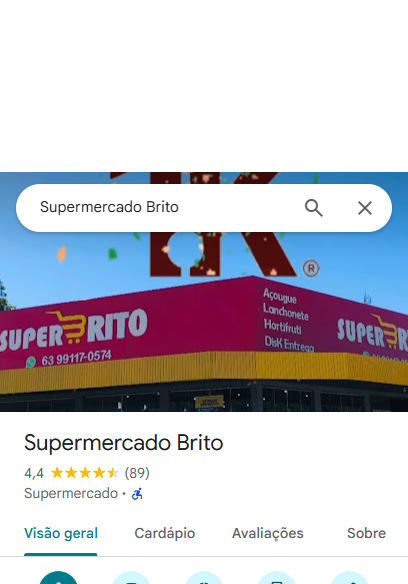 Supermercado Brito
K®
SUPER BRITO
63 99117-0574
Açougue
Lanchonete
Hortifruti
Disk Entrega
SUPER
Supermercado Brito
4,4 (89)
Supermercado ·
Visão geral Cardápio Avaliações Sobre